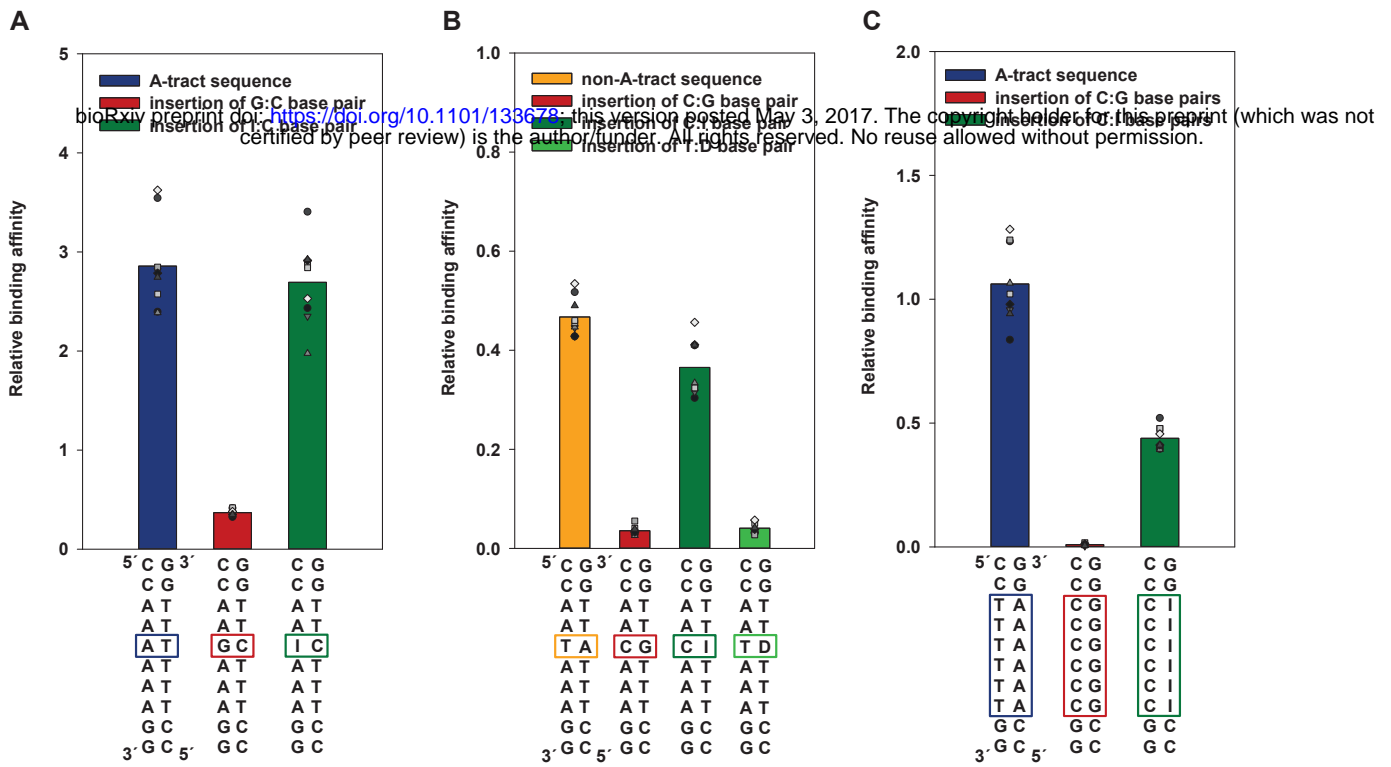 A
5
4
3
2
1
0
Relative binding affinity
A-tract sequence
insertion of G:C base pair
insertion of I:C base pair
5´ C G 3´ C G C G
C G C G C G
A T A T A T
A T A T A T
A T G C I C
A T A T A T
A T A T A T
A T A T A T
G C G C G C
3´ G C 5´ G C G C
B
1.0
0.8
0.6
0.4
0.2
0.0
Relative binding affinity
non-A-tract sequence
insertion of C:G base pair
insertion of C:I base pair
insertion of T:D base pair
5´ C G 3´ C G C G C G
C G C G C G C G
A T A T A T A T
A T A T A T A T
T A C G C I T D
A T A T A T A T
A T A T A T A T
A T A T A T A T
G C G C G C G C
3´ G C 5´ G C G C G C
C
2.0
1.5
1.0
0.5
0.0
Relative binding affinity
A-tract sequence
insertion of C:G base pairs
insertion of C:I base pairs
5´ C G 3´ C G C G
C G C G C G
T A C G C I
T A C G C I
T A C G C I
T A C G C I
T A C G C I
T A C G C I
G C G C G C
3´ G C 5´ G C G C
bioRxiv preprint doi: https://doi.org/10.1101/133678; this version posted May 3, 2017. The copyright holder for this preprint (which was not
certified by peer review) is the author/funder. All rights reserved. No reuse allowed without permission.